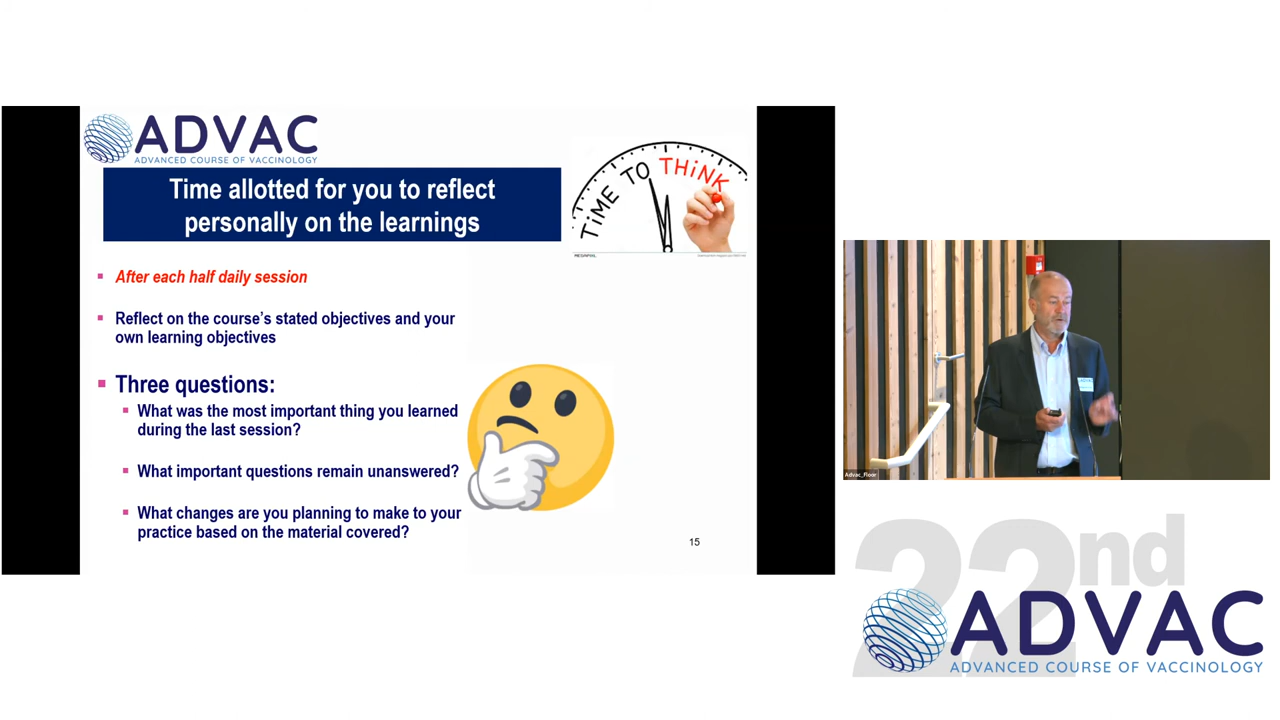 ADVAC
ADVANCED COURSE OF VACCINOLOGY
TiME TO THiNK
Time allotted for you to reflect
personally on the learnings
After each half daily session
Reflect on the course's stated objectives and your
own learning objectives
Three questions:
What was the most important thing you learned
during the last session?
What important questions remain unanswered?
What changes are you planning to make to your
practice based on the material covered?
15
ADVAC
Advac_Floor
22nd
ADVAC
ADVANCED COURSE OF VACCINOLOGY